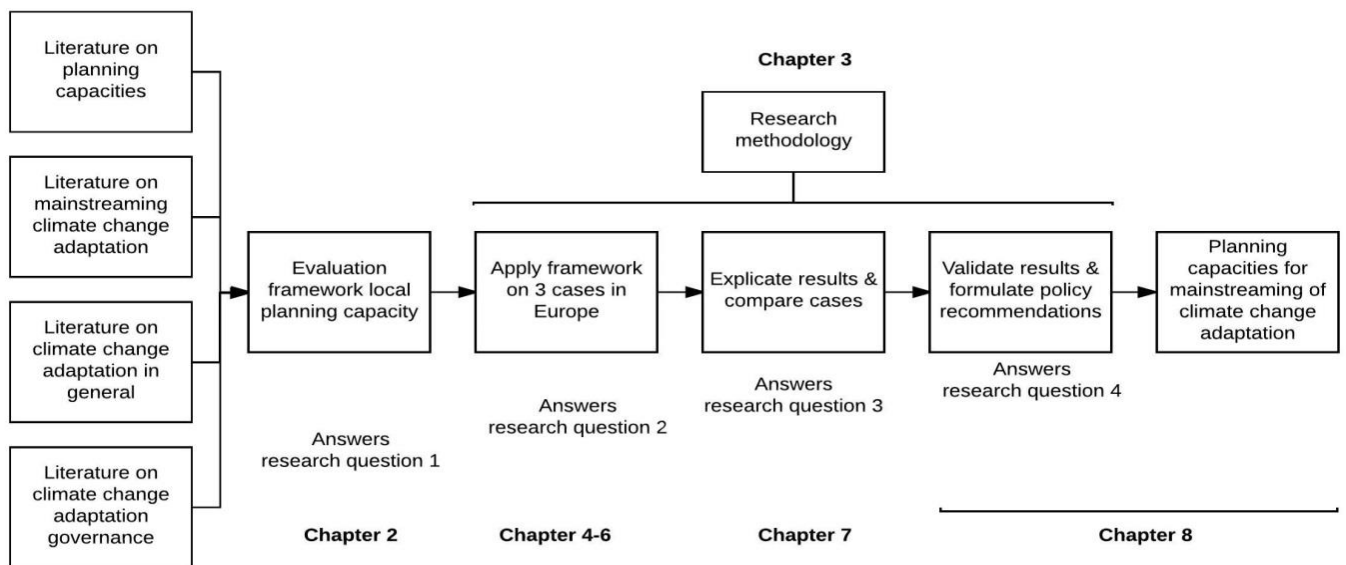 Literature on
planning
capacities
Literature on
mainstreaming
climate change
adaptation
Literature on
climate change
adaptation in
general
Literature on
climate change
adaptation
governance
Evaluation
framework local
planning capacity
Answers
research question 1
Chapter 2
Chapter 3
Research
methodology
Apply framework
on 3 cases in
Europe
Answers
research question 2
Chapter 4-6
Explicate results &
compare cases
Answers
research question 3
Chapter 7
Validate results &
formulate policy
recommendations
Answers
research question 4
Planning
capacities for
mainstreaming of
climate change
adaptation
Chapter 8